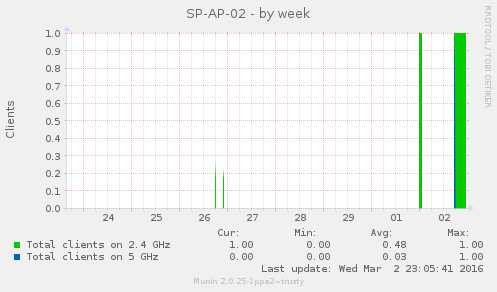 SP-AP-02 - by week
RRDTOOL / TOBI OETIKER
Clients
1.0
0.9
0.8
0.7
0.6
0.5
0.4
0.3
0.2
0.1
0.0
24 25 26 27 28 29 01 02
Cur: Min: Avg: Max:
Total clients on 2.4 GHz 1.00 0.00 0.48 1.00
Total clients on 5 GHz 0.00 0.00 0.03 1.00
Last update: Wed Mar 2 23:05:41 2016
Munin 2.0.25-1ppa2~trusty